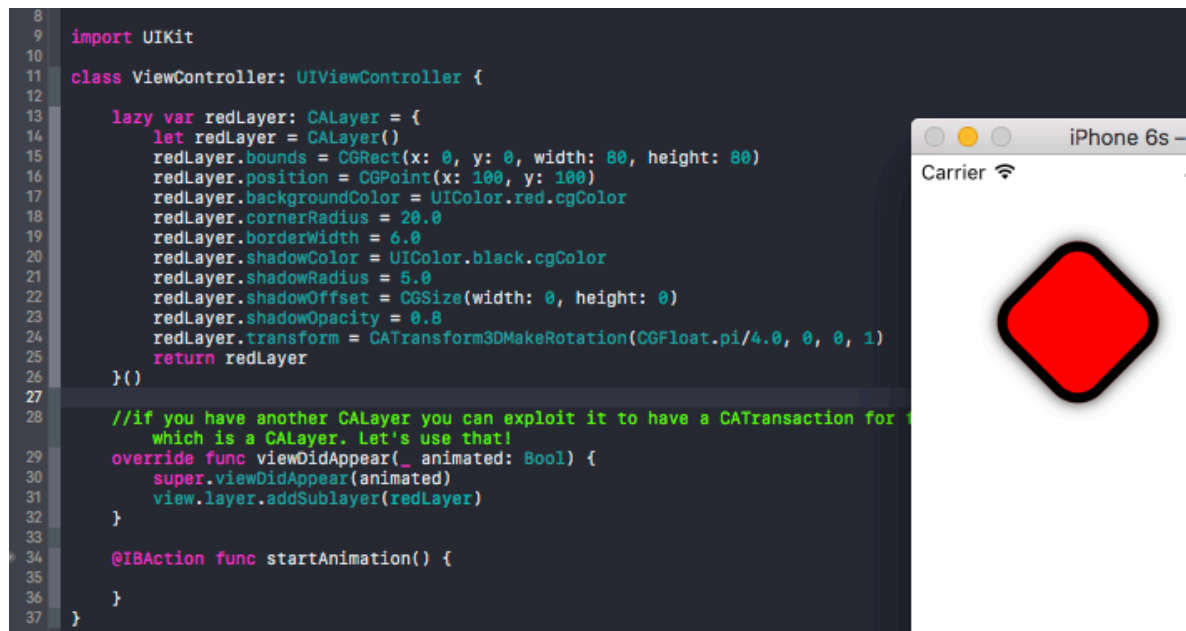 8
9 import UIKit
10
11 class ViewController: UIViewController {
12
13 lazy var redLayer: CALayer = {
14 let redLayer = CALayer()
15 redLayer.bounds = CGRect(x: 0, y: 0, width: 80, height: 80)
16 redLayer.position = CGPoint(x: 100, y: 100)
17 redLayer.backgroundColor = UIColor.red.cgColor
18 redLayer.cornerRadius = 20.0
19 redLayer.borderWidth = 6.0
20 redLayer.shadowColor = UIColor.black.cgColor
21 redLayer.shadowRadius = 5.0
22 redLayer.shadowOffset = CGSize(width: 0, height: 0)
23 redLayer.shadowOpacity = 0.8
24 redLayer.transform = CATransform3DMakeRotation(CGFloat.pi/4.0, 0, 0, 1)
25 return redLayer
26 }()
27
28 //if you have another CALayer you can exploit it to have a CATransaction for
which is a CALayer. Let's use that!
29 override func viewDidAppear(_ animated: Bool) {
30 super.viewDidAppear(animated)
31 view.layer.addSublayer(redLayer)
32 }
33
34 @IBAction func startAnimation() {
35
36 }
37 }
iPhone 6s –
Carrier